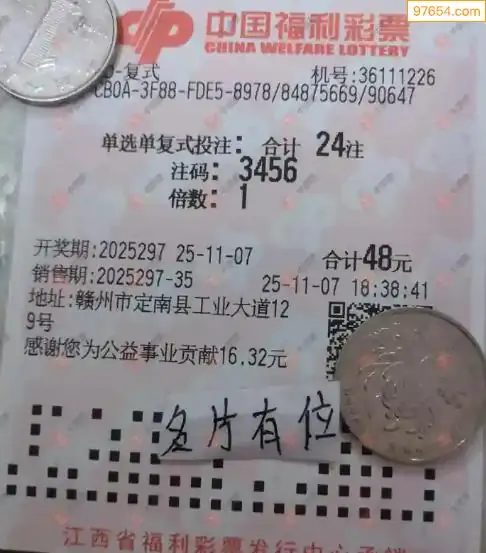 97654.com
中国福利彩票
CHINA WELFARE LOTTERY
D-复式 机号:36111226
CB0A-3F88-FDE5-8978/84875669/90647
单选单复式投注: 合计 24注
注码: 3456
倍数: 1
开奖期:2025297 25-11-07 合计48元
销售期:2025297-35 25-11-07 18:38:41
地址:赣州市定南县工业大道12
9号
感谢您为公益事业贡献16.32元
名片有位
江西省福利彩票发行中心承销